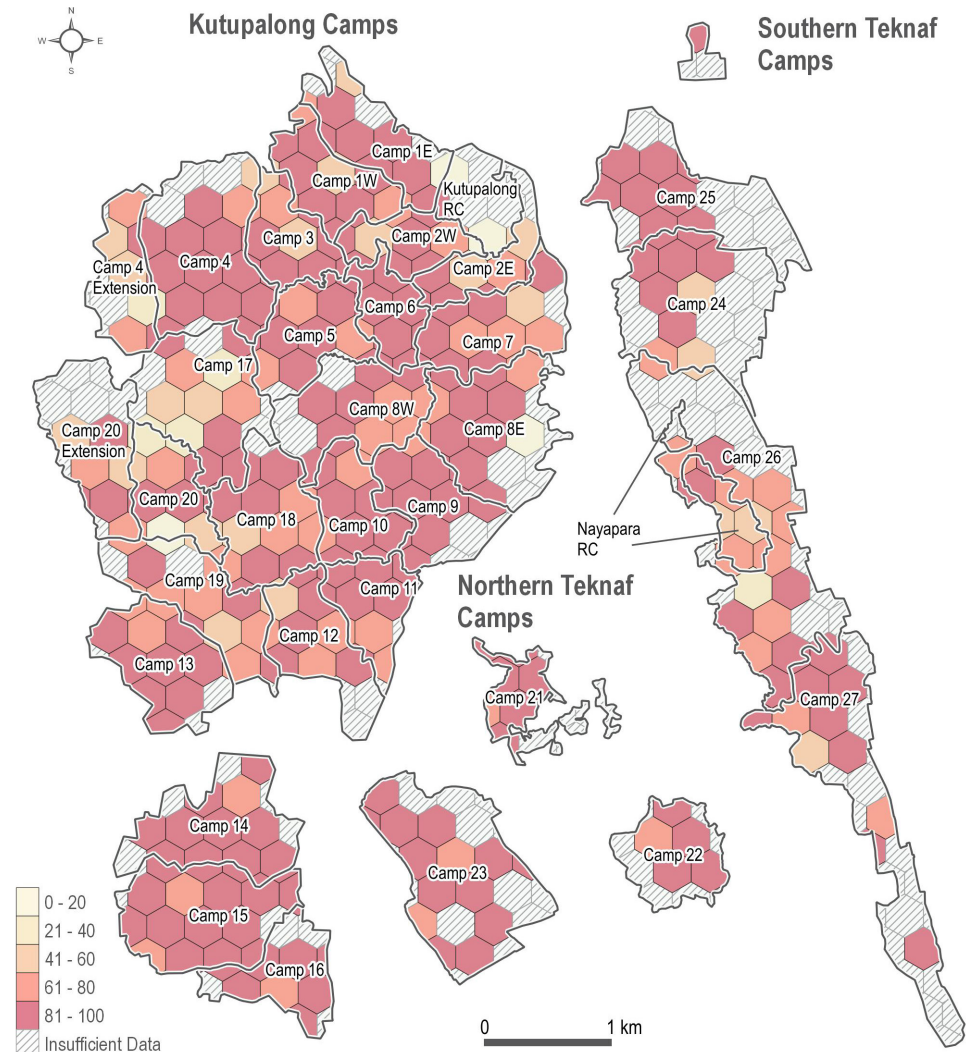 N
W
E
S
Kutupalong Camps
Southern Teknaf
Camps
Camp 1E
Camp 1W
Kutupalong
RC
Camp 25
Camp 3
Camp 2W
Camp 4
Extension
Camp 4
Camp 2E
Camp 24
Camp 6
Camp 5
Camp 7
Camp 17
Camp 8W
Camp 20
Extension
Camp 8E
Camp 26
Camp 20
Camp 18
Camp 10
Camp 9
Nayapara
RC
Camp 19
Camp 11
Northern Teknaf
Camps
Camp 12
Camp 13
Camp 21
Camp 27
Camp 14
Camp 23
Camp 22
Camp 15
Camp 16
0 - 20
21 - 40
41 - 60
61 - 80
81 - 100
Insufficient Data
0
1 km